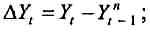 ΔY_t = Y_t − Y^n_{t−1};